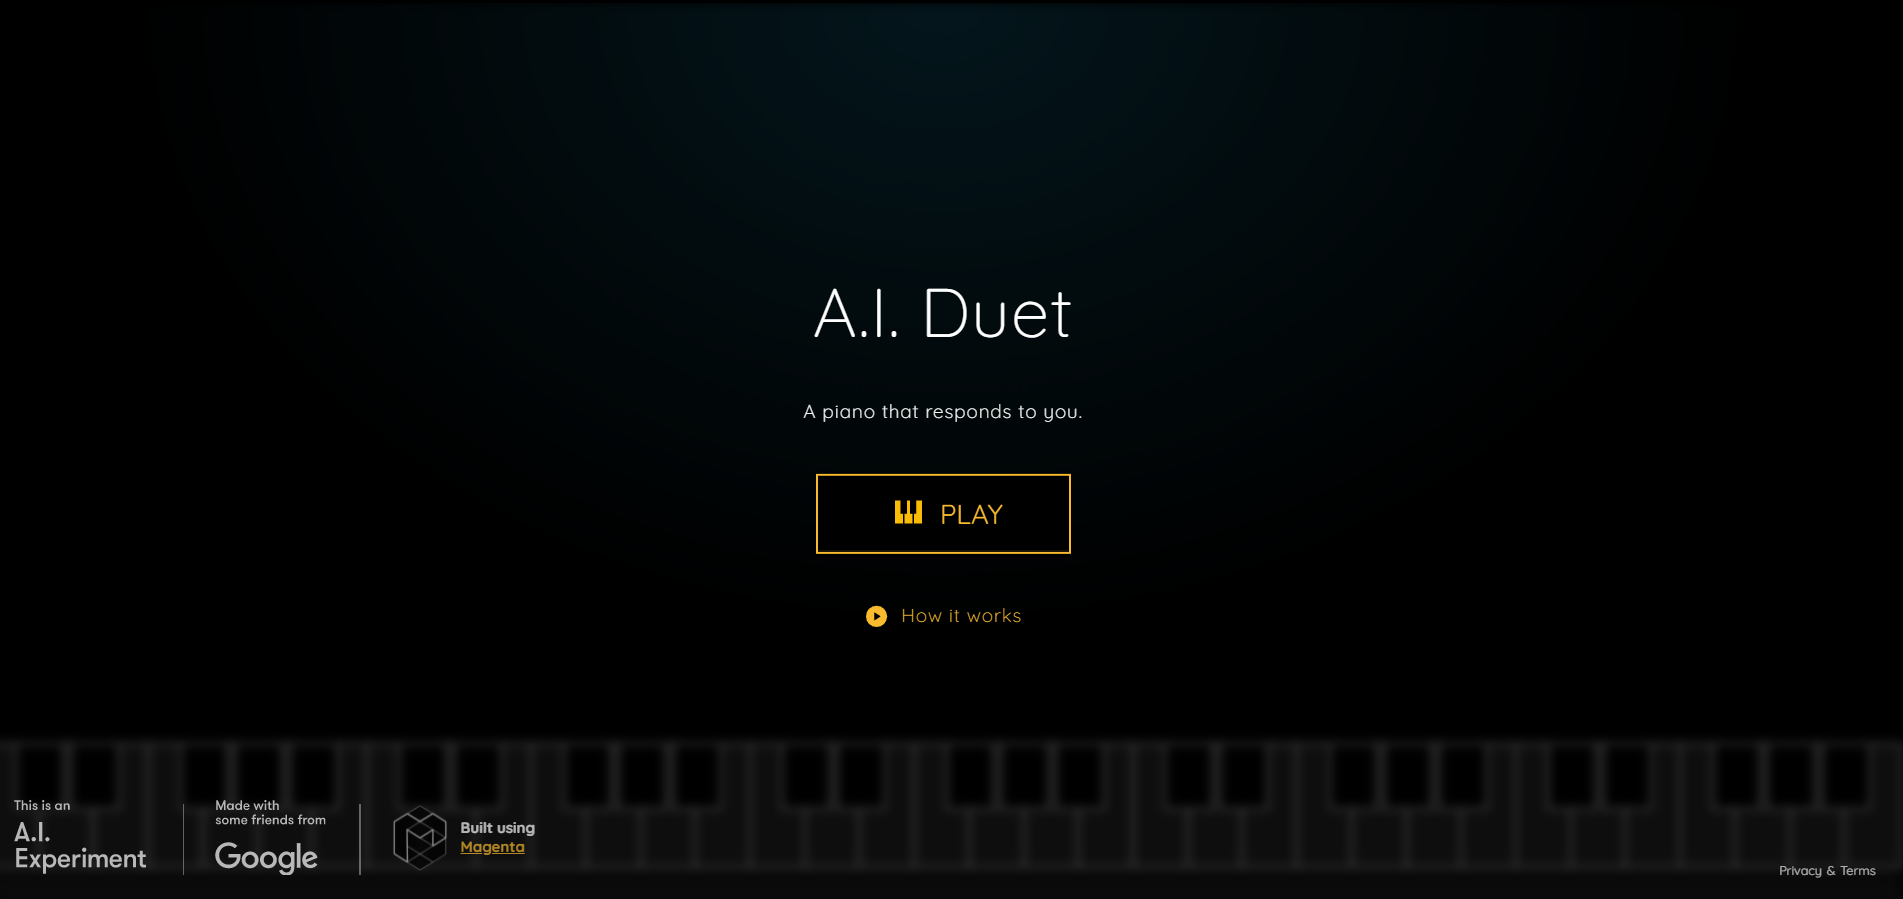 A.I. Duet
A piano that responds to you.
PLAY
How it works
This is an
A.I.
Experiment
Made with
some friends from
Google
Built using
Magenta
Privacy & Terms